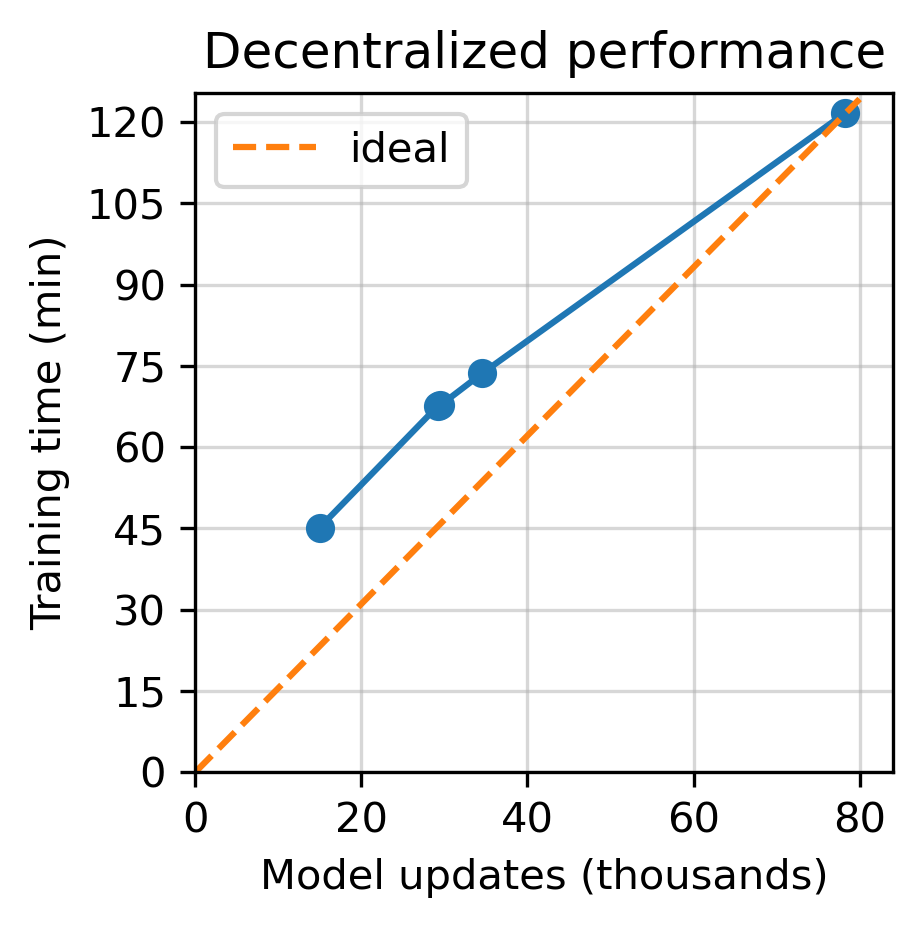 Decentralized performance
ideal
Training time (min)
120
105
90
75
60
45
30
15
0
0 20 40 60 80
Model updates (thousands)